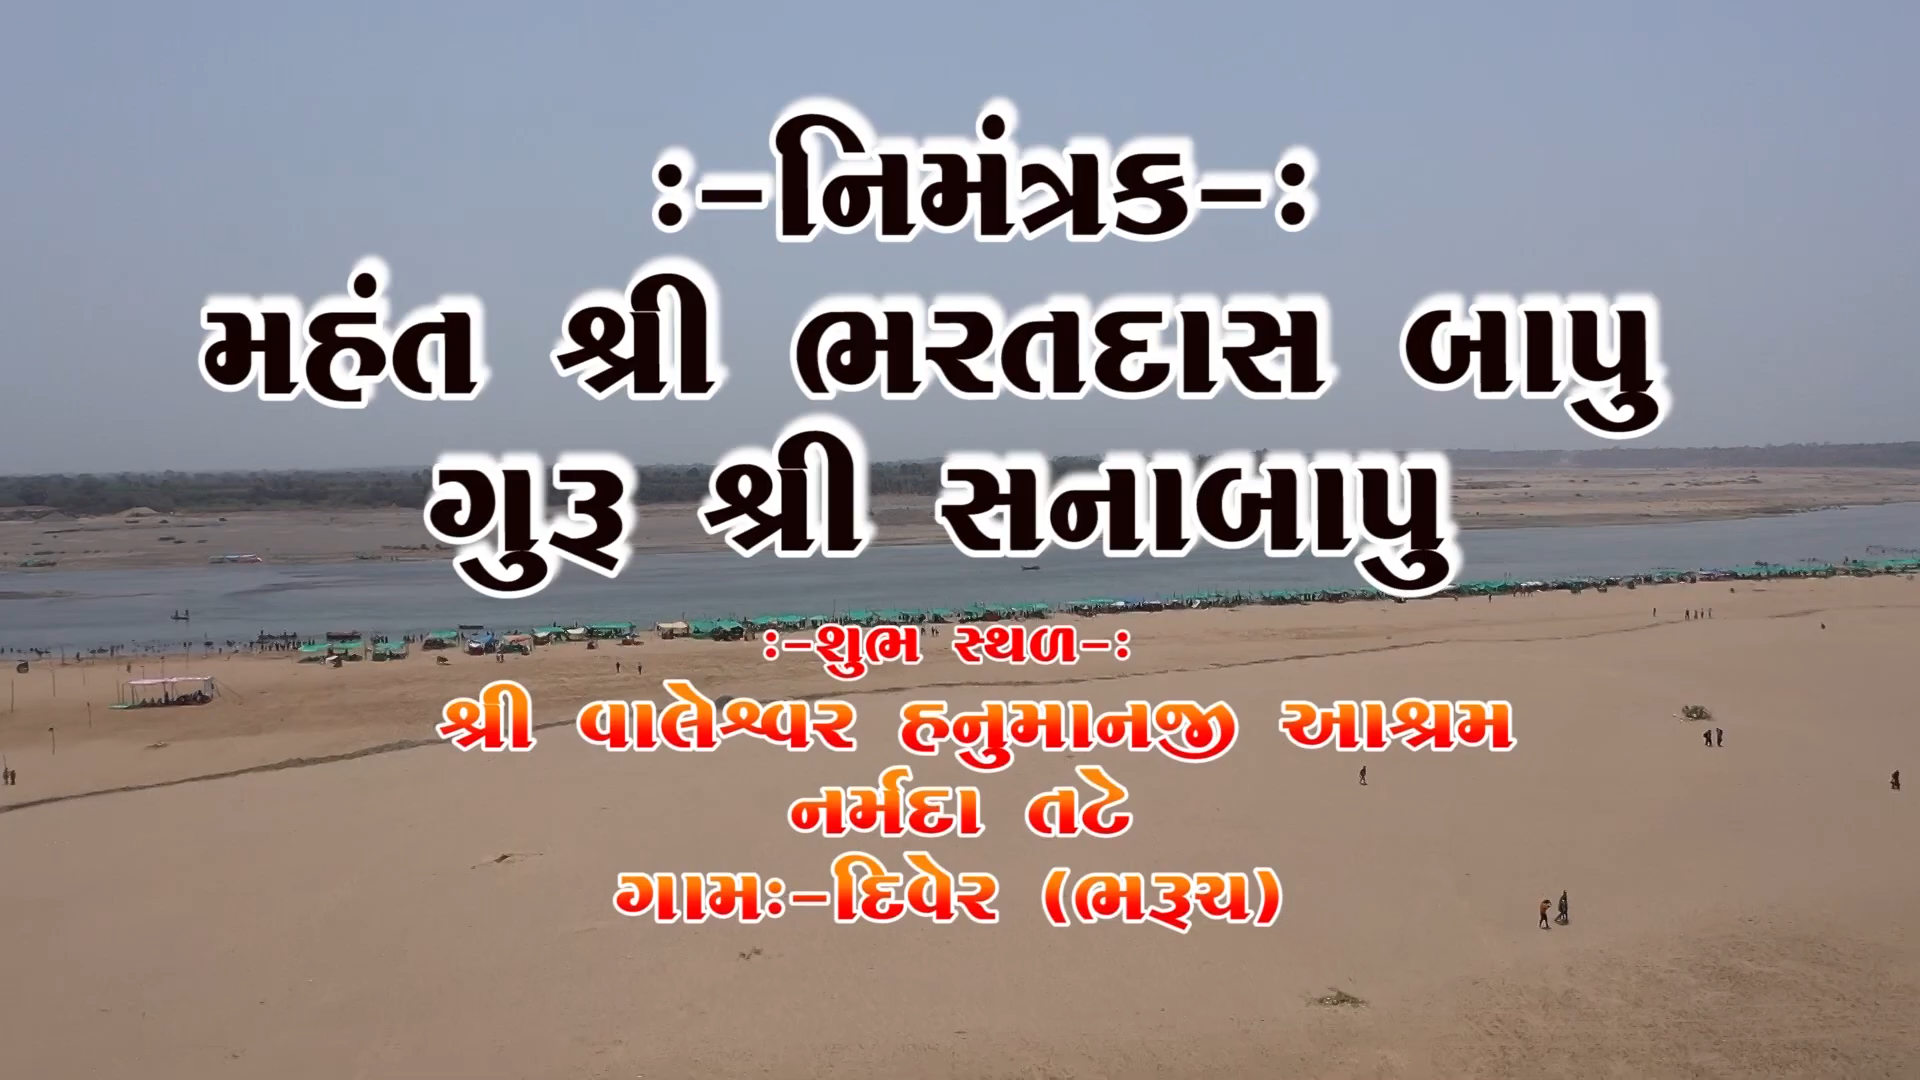 :-નિમંત્રક-:
મહંત શ્રી ભરતદાસ બાપુ
ગુરૂ શ્રી સનાબાપુ
:-શુભ સ્થળ-:
શ્રી વાલેશ્વર હનુમાનજી આશ્રમ
નર્મદા તટે
ગામઃ-દિવેર (ભરૂચ)